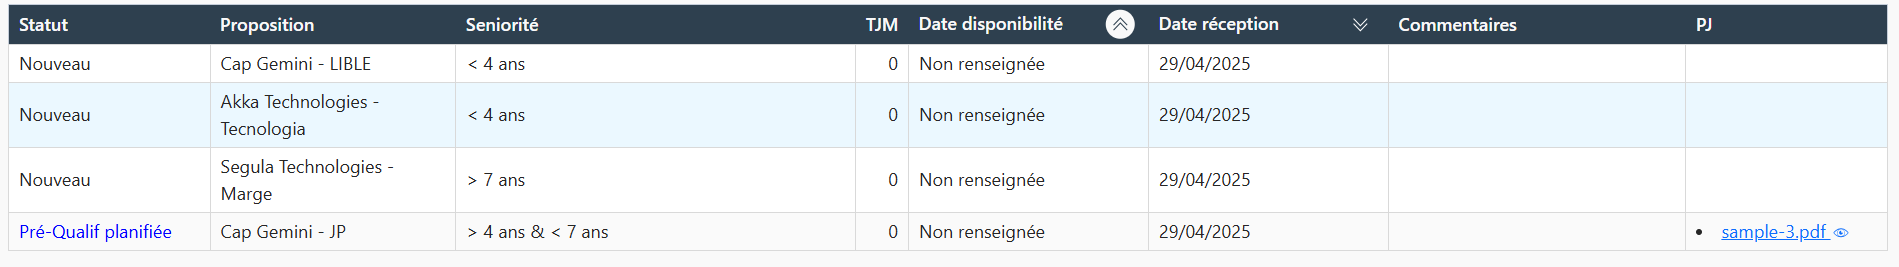 Statut Proposition Seniorité TJM Date disponibilité Date réception Commentaires PJ
Nouveau Cap Gemini - LIBLE < 4 ans 0 Non renseignée 29/04/2025
Nouveau Akka Technologies - Tecnologia < 4 ans 0 Non renseignée 29/04/2025
Nouveau Segula Technologies - Marge > 7 ans 0 Non renseignée 29/04/2025
Pré-Qualif planifiée Cap Gemini - JP > 4 ans & < 7 ans 0 Non renseignée 29/04/2025 • sample-3.pdf